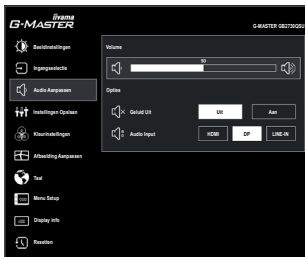 iiyama
G-MASTER
G-MASTER GB2730QSU
Beeldinstellingen
Ingangsselectie
Audio Aanpassen
Instellingen Opslaan
Kleurinstellingen
Afbeelding Aanpassen
Taal
Menu Setup
Display info
Resetten
Volume
50
Opties
Geluid Uit
Uit
Aan
Audio Input
HDMI
DP
LINE-IN